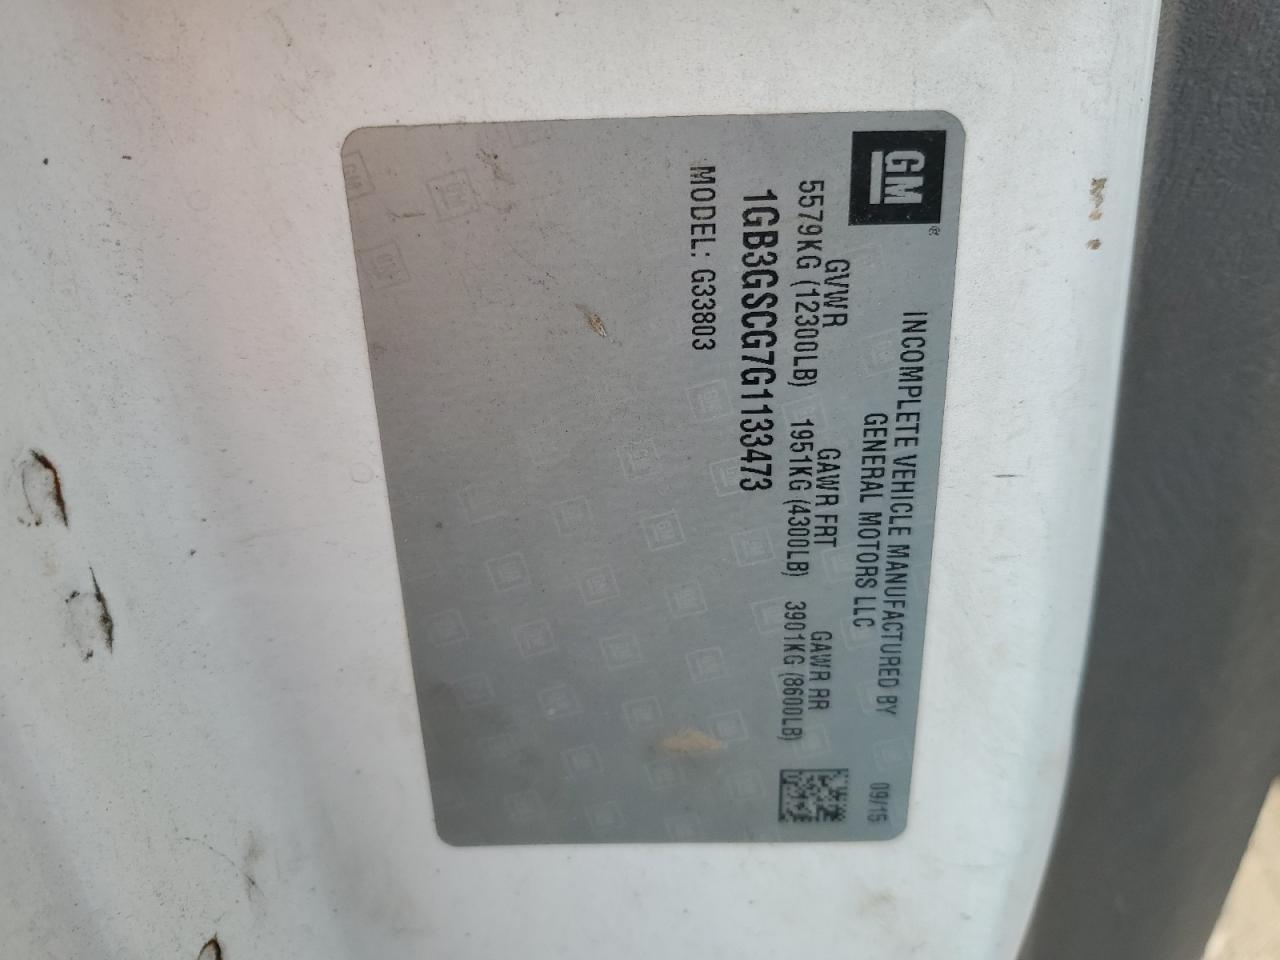 GM®
INCOMPLETE VEHICLE MANUFACTURED BY
GENERAL MOTORS LLC
09/15
GVWR GAWR FRT GAWR RR
5579KG (12300LB) 1951KG (4300LB) 3901KG (8600LB)
1GB3GSCG7G1133473
MODEL: G33803